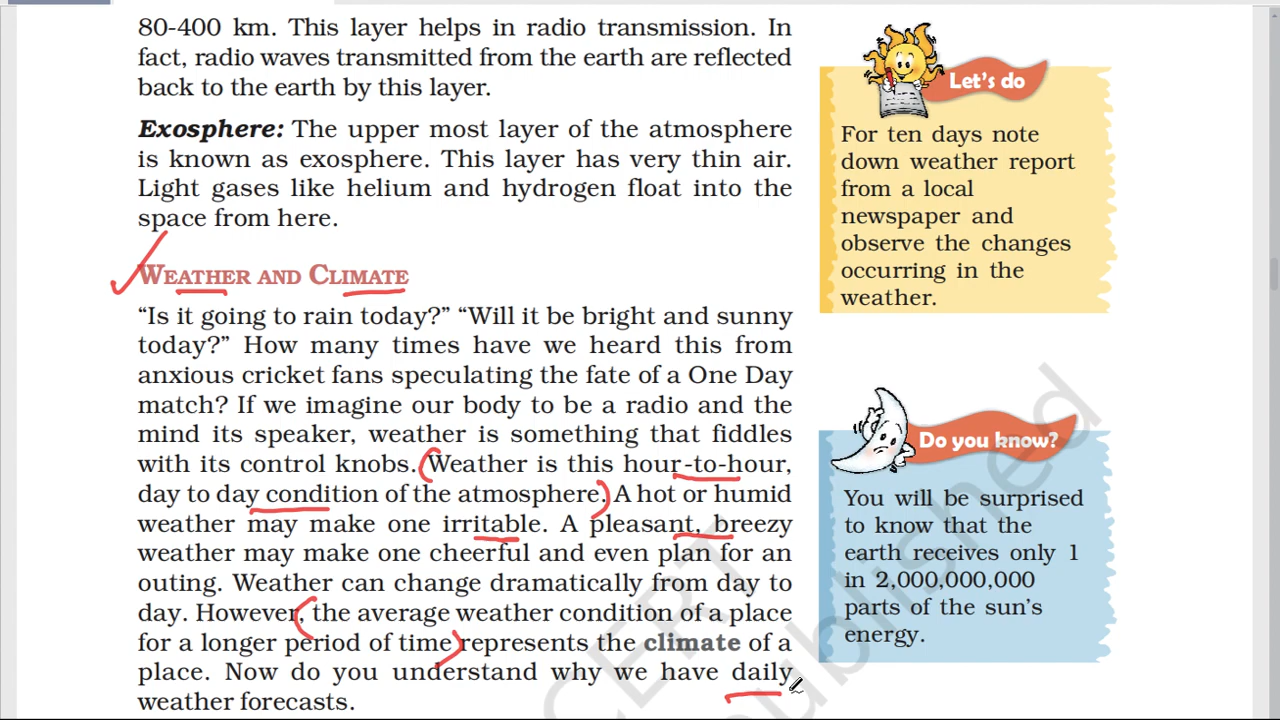 80-400 km. This layer helps in radio transmission. In
fact, radio waves transmitted from the earth are reflected
back to the earth by this layer.
Exosphere: The upper most layer of the atmosphere
is known as exosphere. This layer has very thin air.
Light gases like helium and hydrogen float into the
space from here.
WEATHER AND CLIMATE
“Is it going to rain today?” “Will it be bright and sunny
today?” How many times have we heard this from
anxious cricket fans speculating the fate of a One Day
match? If we imagine our body to be a radio and the
mind its speaker, weather is something that fiddles
with its control knobs. Weather is this hour-to-hour,
day to day condition of the atmosphere. A hot or humid
weather may make one irritable. A pleasant, breezy
weather may make one cheerful and even plan for an
outing. Weather can change dramatically from day to
day. However, the average weather condition of a place
for a longer period of time represents the climate of a
place. Now do you understand why we have daily
weather forecasts.
Let's do
For ten days note
down weather report
from a local
newspaper and
observe the changes
occurring in the
weather.
Do you know?
You will be surprised
to know that the
earth receives only 1
in 2,000,000,000
parts of the sun's
energy.
NCERT
published